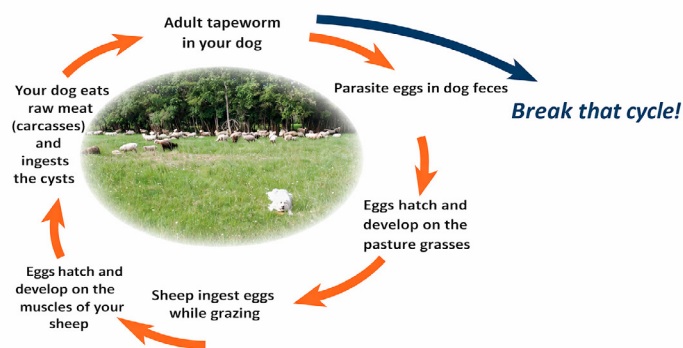 Adult tapeworm
in your dog
Parasite eggs in dog feces
Break that cycle!
Eggs hatch and
develop on the
pasture grasses
Sheep ingest eggs
while grazing
Eggs hatch and
develop on the
muscles of your
sheep
Your dog eats
raw meat
(carcasses)
and
ingests
the cysts